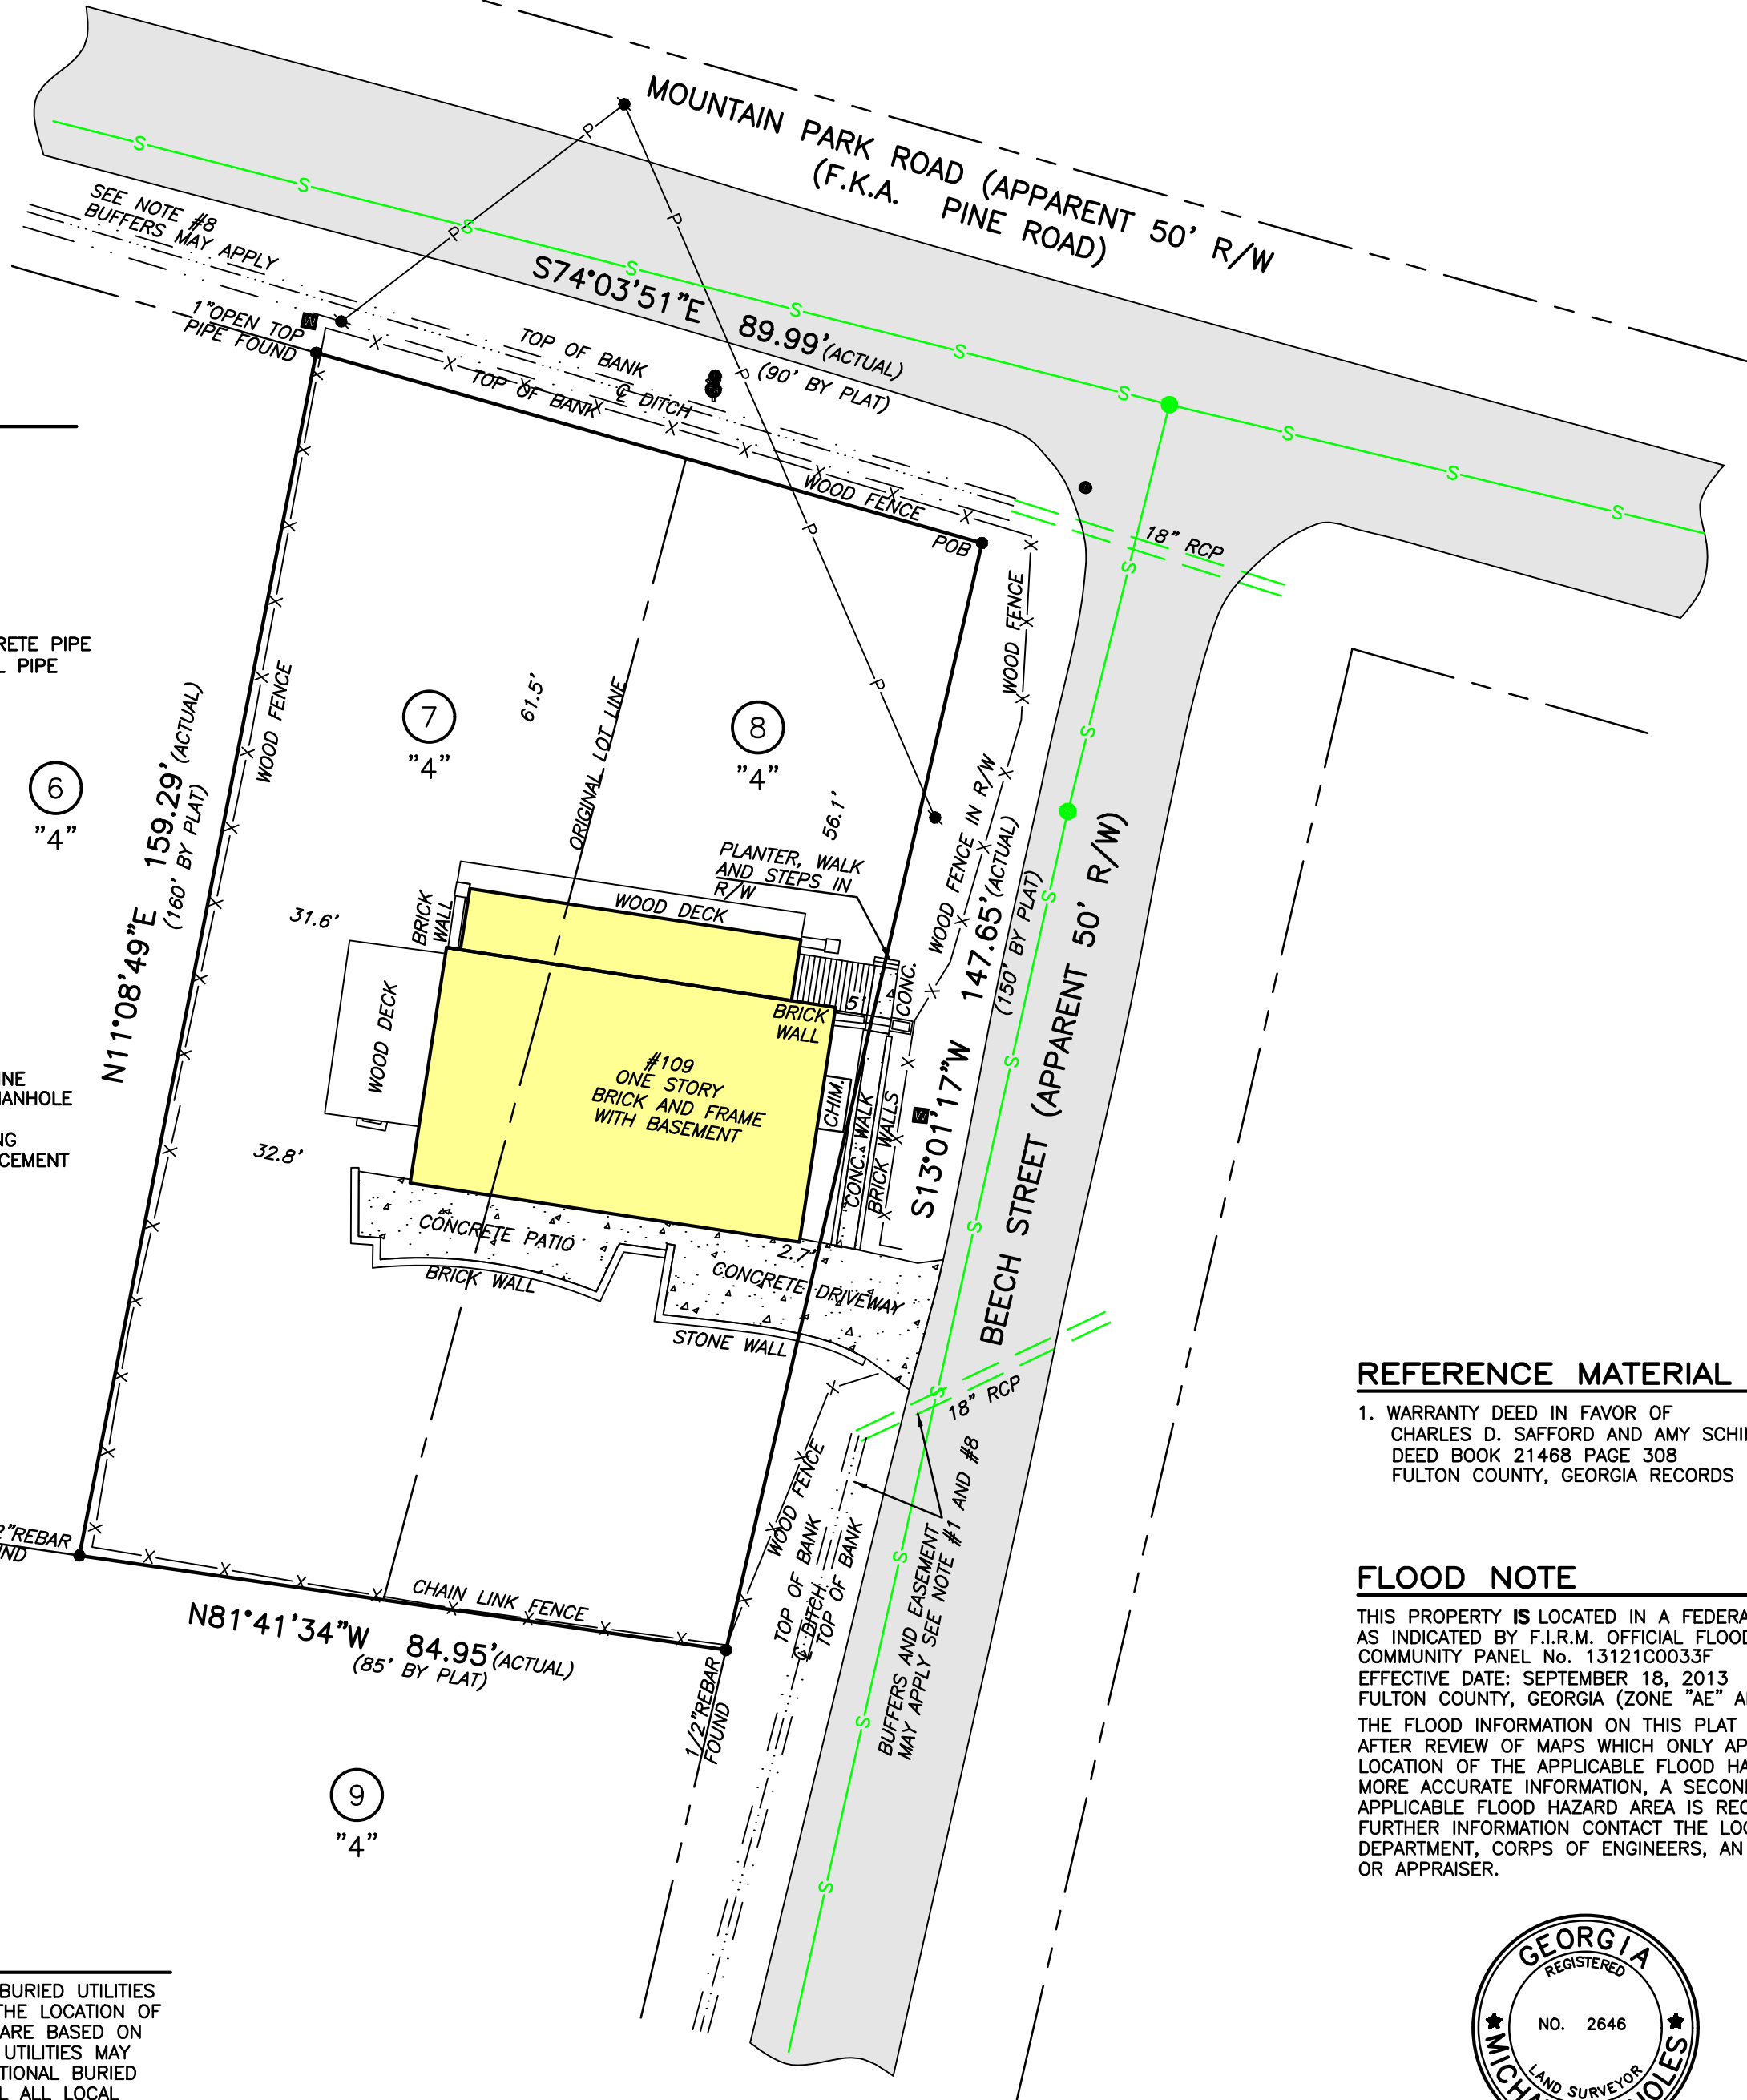 MOUNTAIN PARK ROAD (APPARENT 50' R/W
(F.K.A. PINE ROAD)
SEE NOTE #8
BUFFERS MAY APPLY
S74°03'51"E 89.99'(ACTUAL)
(90' BY PLAT)
1"OPEN TOP
PIPE FOUND
W
TOP OF BANK
℄ DITCH
TOP OF BANK
WOOD FENCE
POB
18" RCP
RETE PIPE
PIPE
6
"4"
7
"4"
8
"4"
61.5'
56.1'
ORIGINAL LOT LINE
WOOD FENCE
WOOD FENCE
N11°08'49"E 159.29'(ACTUAL)
(160' BY PLAT)
PLANTER, WALK
AND STEPS IN
R/W
WOOD FENCE IN R/W
S13°01'17"W 147.65'(ACTUAL)
(150' BY PLAT)
BEECH STREET (APPARENT 50' R/W)
31.6'
BRICK
WALL
WOOD DECK
WOOD DECK
CONC.
5'
BRICK
WALL
#109
ONE STORY
BRICK AND FRAME
WITH BASEMENT
CHIM.
CONC. WALK
BRICK WALLS
W
INE
MANHOLE
NG
CEMENT
32.8'
CONCRETE PATIO
BRICK WALL
2.7'
CONCRETE DRIVEWAY
STONE WALL
18" RCP
WOOD FENCE
TOP OF BANK
℄ DITCH
TOP OF BANK
BUFFERS AND EASEMENT
MAY APPLY SEE NOTE #1 AND #8
2"REBAR
ND
CHAIN LINK FENCE
N81°41'34"W 84.95'(ACTUAL)
(85' BY PLAT)
1/2"REBAR
FOUND
9
"4"
REFERENCE MATERIAL
1. WARRANTY DEED IN FAVOR OF
CHARLES D. SAFFORD AND AMY SCHI
DEED BOOK 21468 PAGE 308
FULTON COUNTY, GEORGIA RECORDS
FLOOD NOTE
THIS PROPERTY IS LOCATED IN A FEDERA
AS INDICATED BY F.I.R.M. OFFICIAL FLOOD
COMMUNITY PANEL No. 13121C0033F
EFFECTIVE DATE: SEPTEMBER 18, 2013
FULTON COUNTY, GEORGIA (ZONE "AE" A
THE FLOOD INFORMATION ON THIS PLAT
AFTER REVIEW OF MAPS WHICH ONLY AP
LOCATION OF THE APPLICABLE FLOOD HA
MORE ACCURATE INFORMATION, A SECON
APPLICABLE FLOOD HAZARD AREA IS REC
FURTHER INFORMATION CONTACT THE LOC
DEPARTMENT, CORPS OF ENGINEERS, AN
OR APPRAISER.
BURIED UTILITIES
THE LOCATION OF
ARE BASED ON
UTILITIES MAY
TIONAL BURIED
ALL LOCAL
GEORGIA
REGISTERED
NO. 2646
LAND SURVEYOR
MICHA
OLES